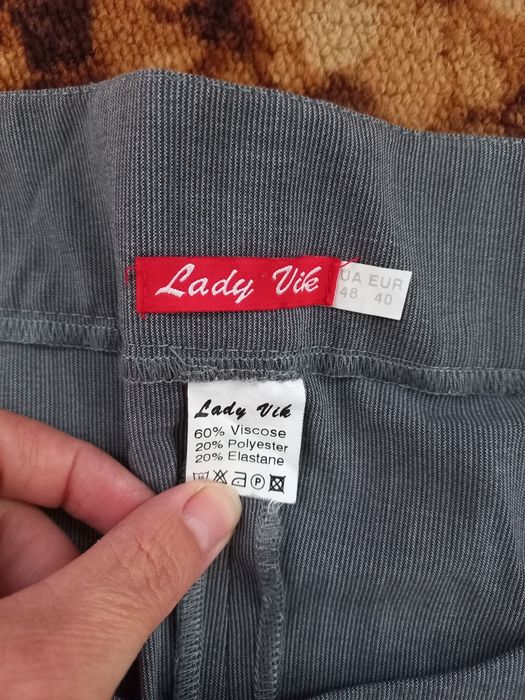 Lady Vik
UA EUR
48 40
Lady Vik
60% Viscose
20% Polyester
20% Elastane
P